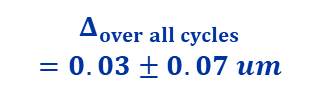 Δover all cycles
= 0.03 ± 0.07 um